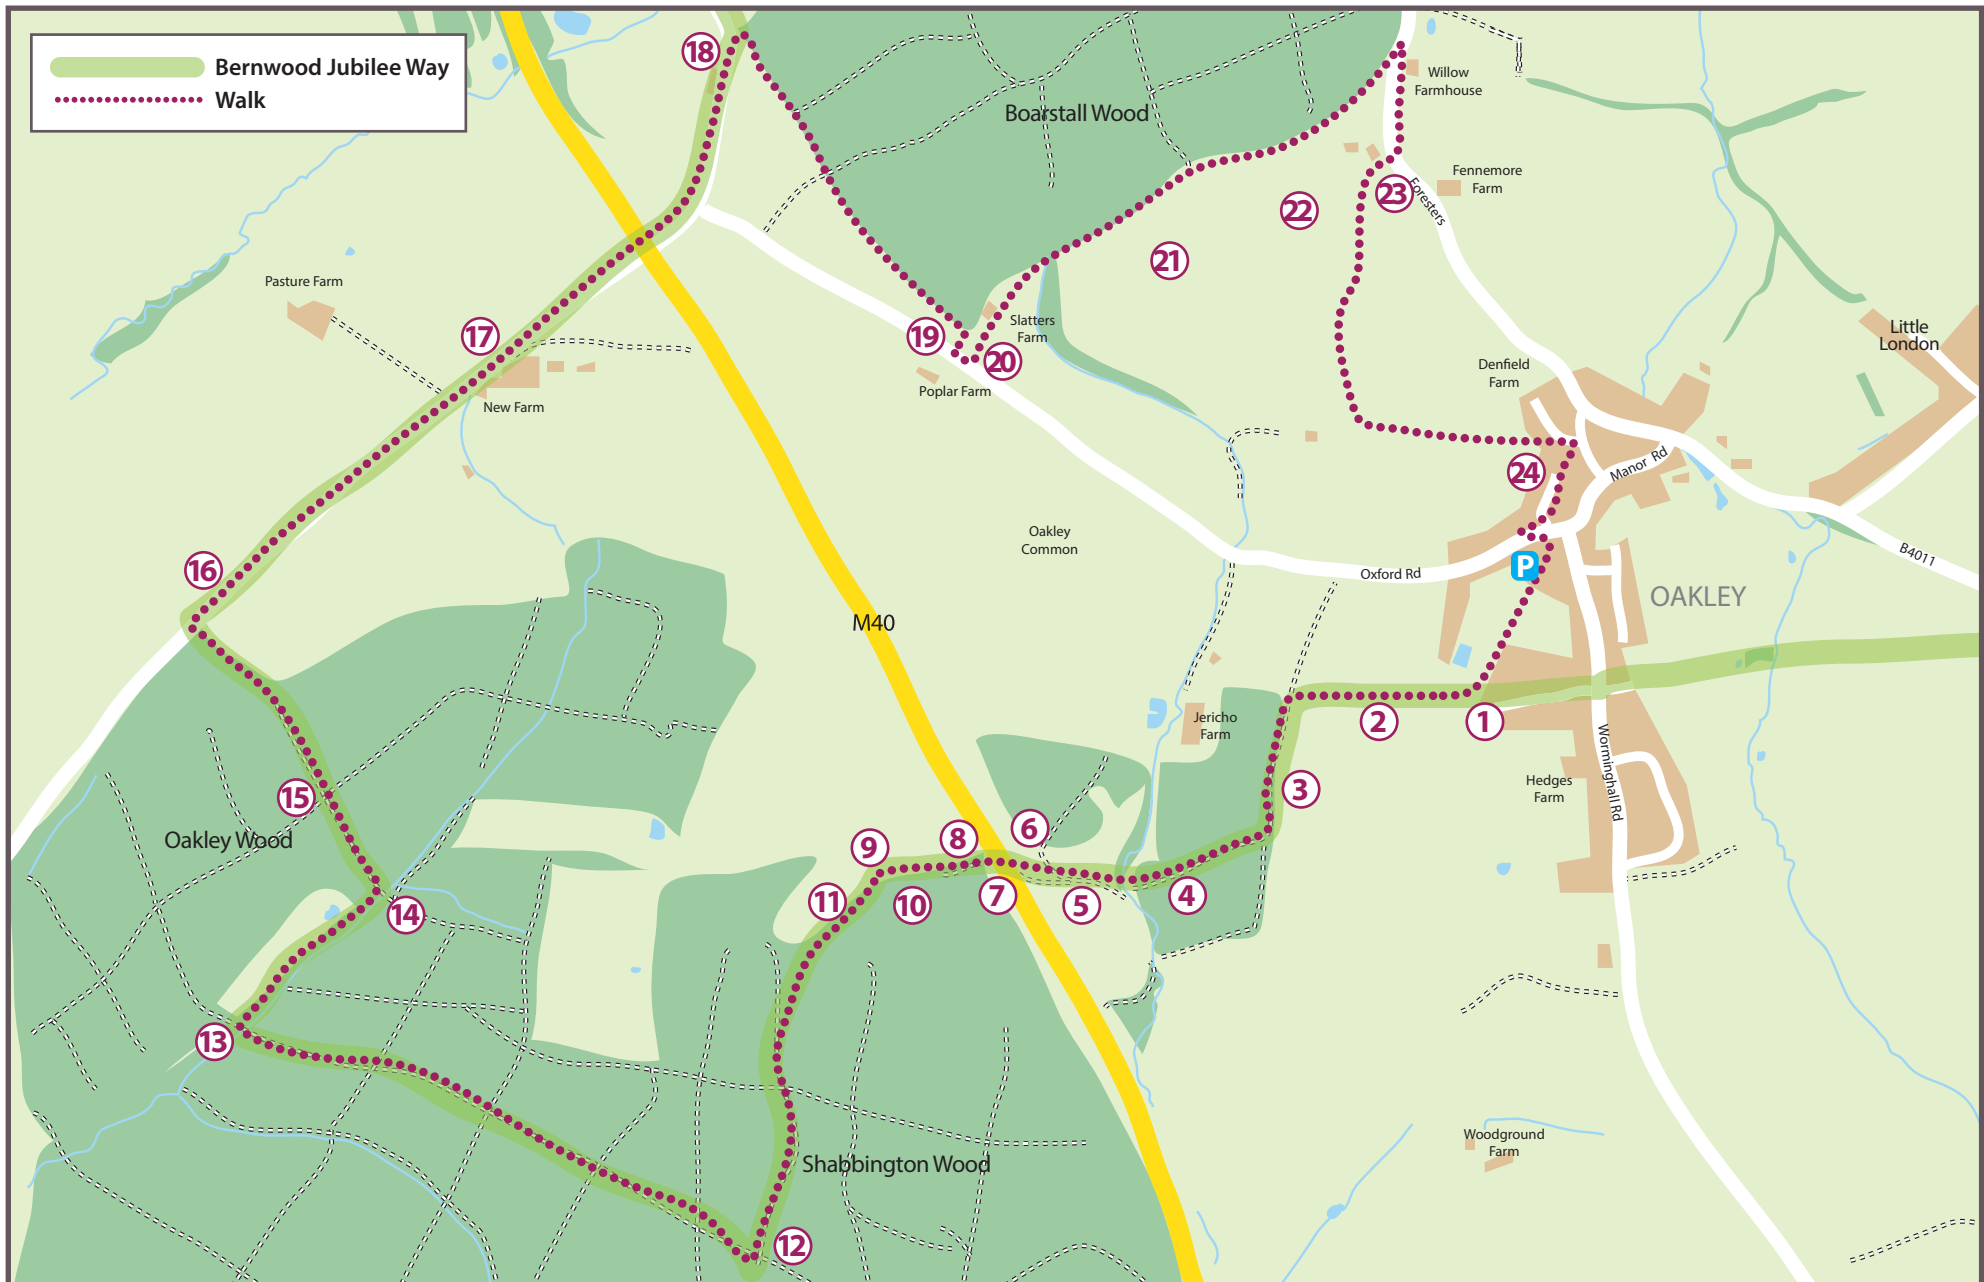 Bernwood Jubilee Way
Walk
18
Boarstall Wood
Willow
Farmhouse
Fennemore
Farm
23
Foresters
22
21
Pasture Farm
17
New Farm
19
Slatters
Farm
20
Poplar Farm
Denfield
Farm
Little
London
24
Manor Rd
16
Oakley
Common
Oxford Rd
P
B4011
OAKLEY
M40
Jericho
Farm
2
1
3
Hedges
Farm
Worminghall Rd
15
Oakley Wood
6
8
9
14
11
10
7
5
4
13
Woodground
Farm
Shabbington Wood
12